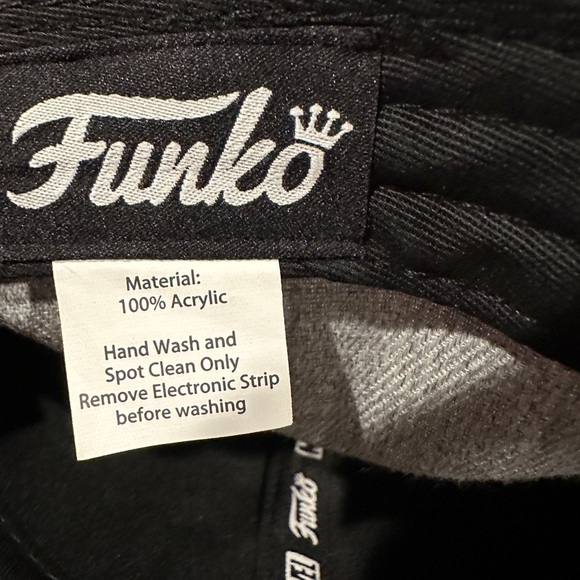 Funko
Material:
100% Acrylic
Hand Wash and
Spot Clean Only
Remove Electronic Strip
before washing
Funko